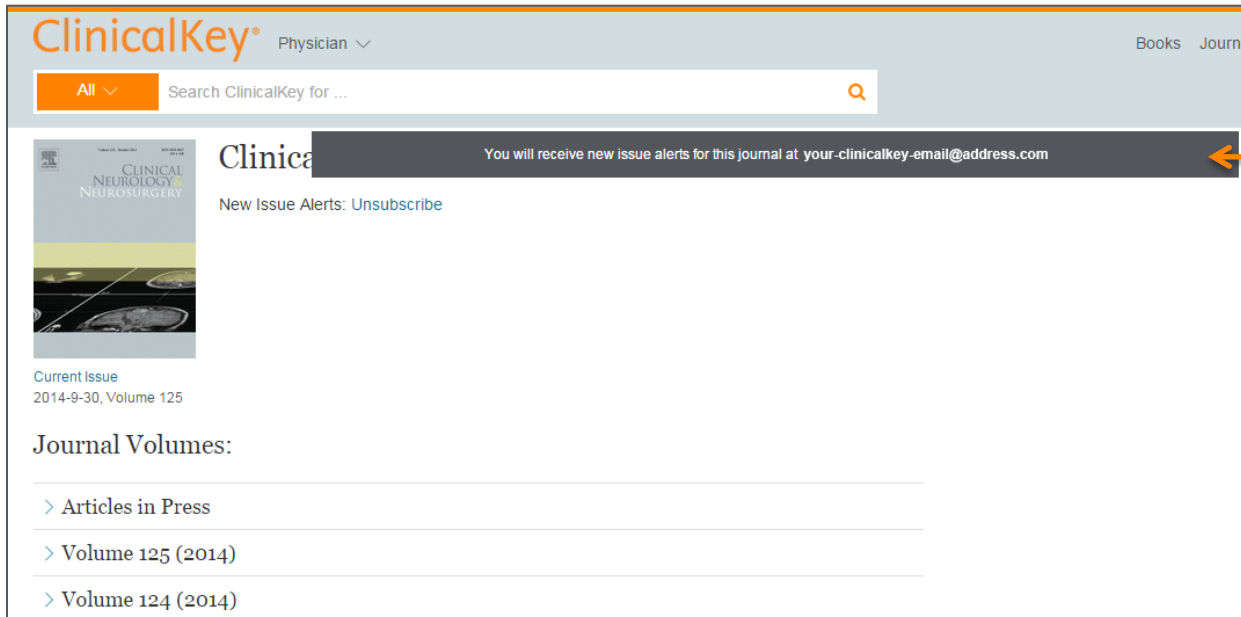 ClinicalKey® Physician
Books Journ
All Search ClinicalKey for ...
CLINICAL
NEUROLOGY &
NEUROSURGERY
Clinica
You will receive new issue alerts for this journal at your-clinicalkey-email@address.com
New Issue Alerts: Unsubscribe
Current Issue
2014-9-30, Volume 125
Journal Volumes:
Articles in Press
Volume 125 (2014)
Volume 124 (2014)